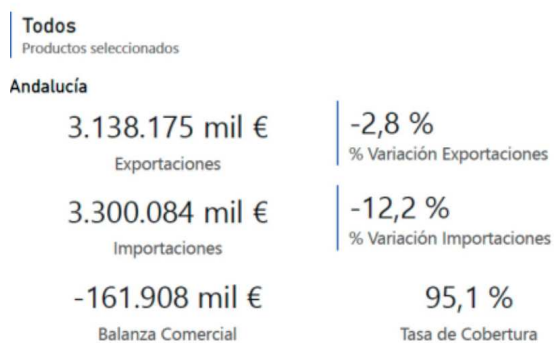 Todos
Productos seleccionados
Andalucía
3.138.175 mil €
Exportaciones
-2,8 %
% Variación Exportaciones
3.300.084 mil €
Importaciones
-12,2 %
% Variación Importaciones
-161.908 mil €
Balanza Comercial
95,1 %
Tasa de Cobertura